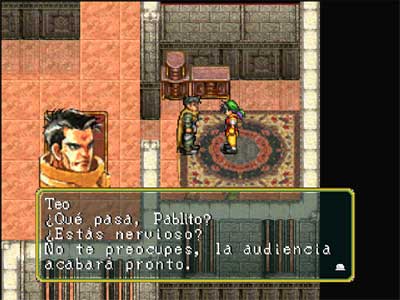 Teo
¿Qué pasa, Pablito?
¿Estás nervioso?
No te preocupes, la audiencia
acabará pronto.